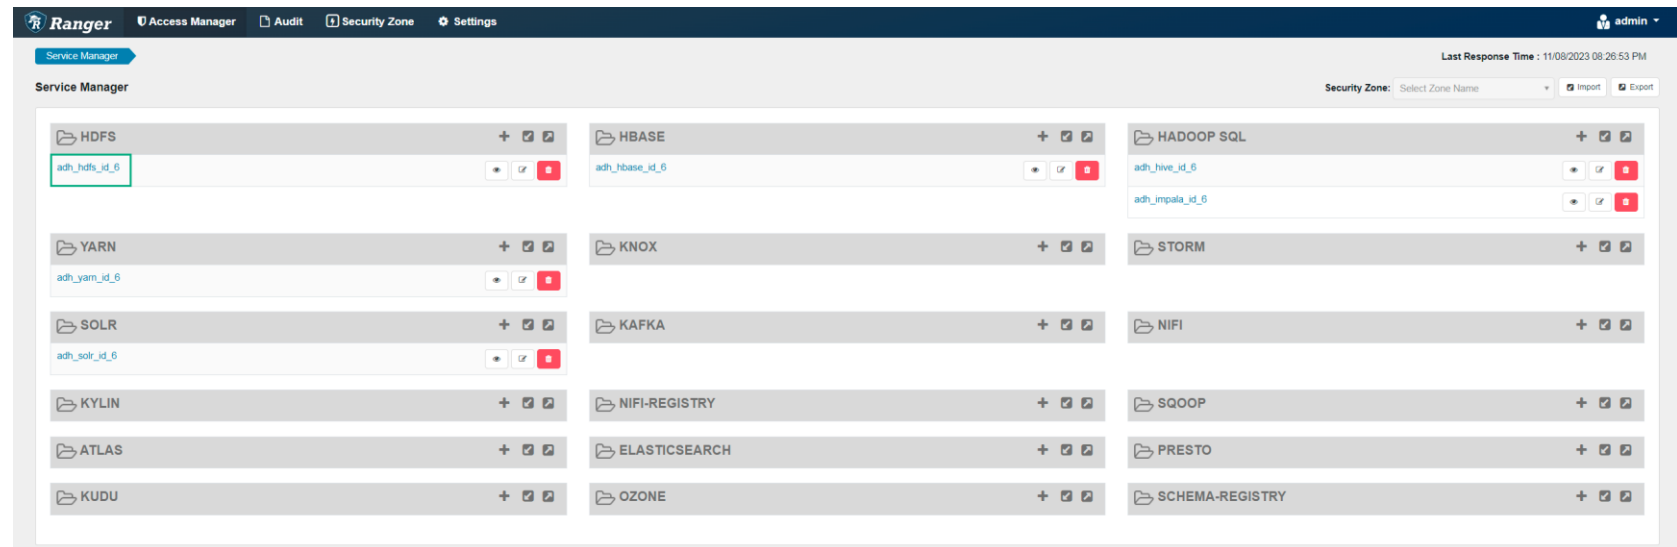 Ranger Access Manager Audit Security Zone Settings admin
Service Manager
Last Response Time : 11/08/2023 08:26:53 PM
Service Manager
Security Zone: Select Zone Name Import Export
HDFS HBASE HADOOP SQL
adh_hdfs_id_6 adh_hbase_id_6 adh_hive_id_6
adh_impala_id_6
YARN KNOX STORM
adh_yarn_id_6
SOLR KAFKA NIFI
adh_solr_id_6
KYLIN NIFI-REGISTRY SQOOP
ATLAS ELASTICSEARCH PRESTO
KUDU OZONE SCHEMA-REGISTRY